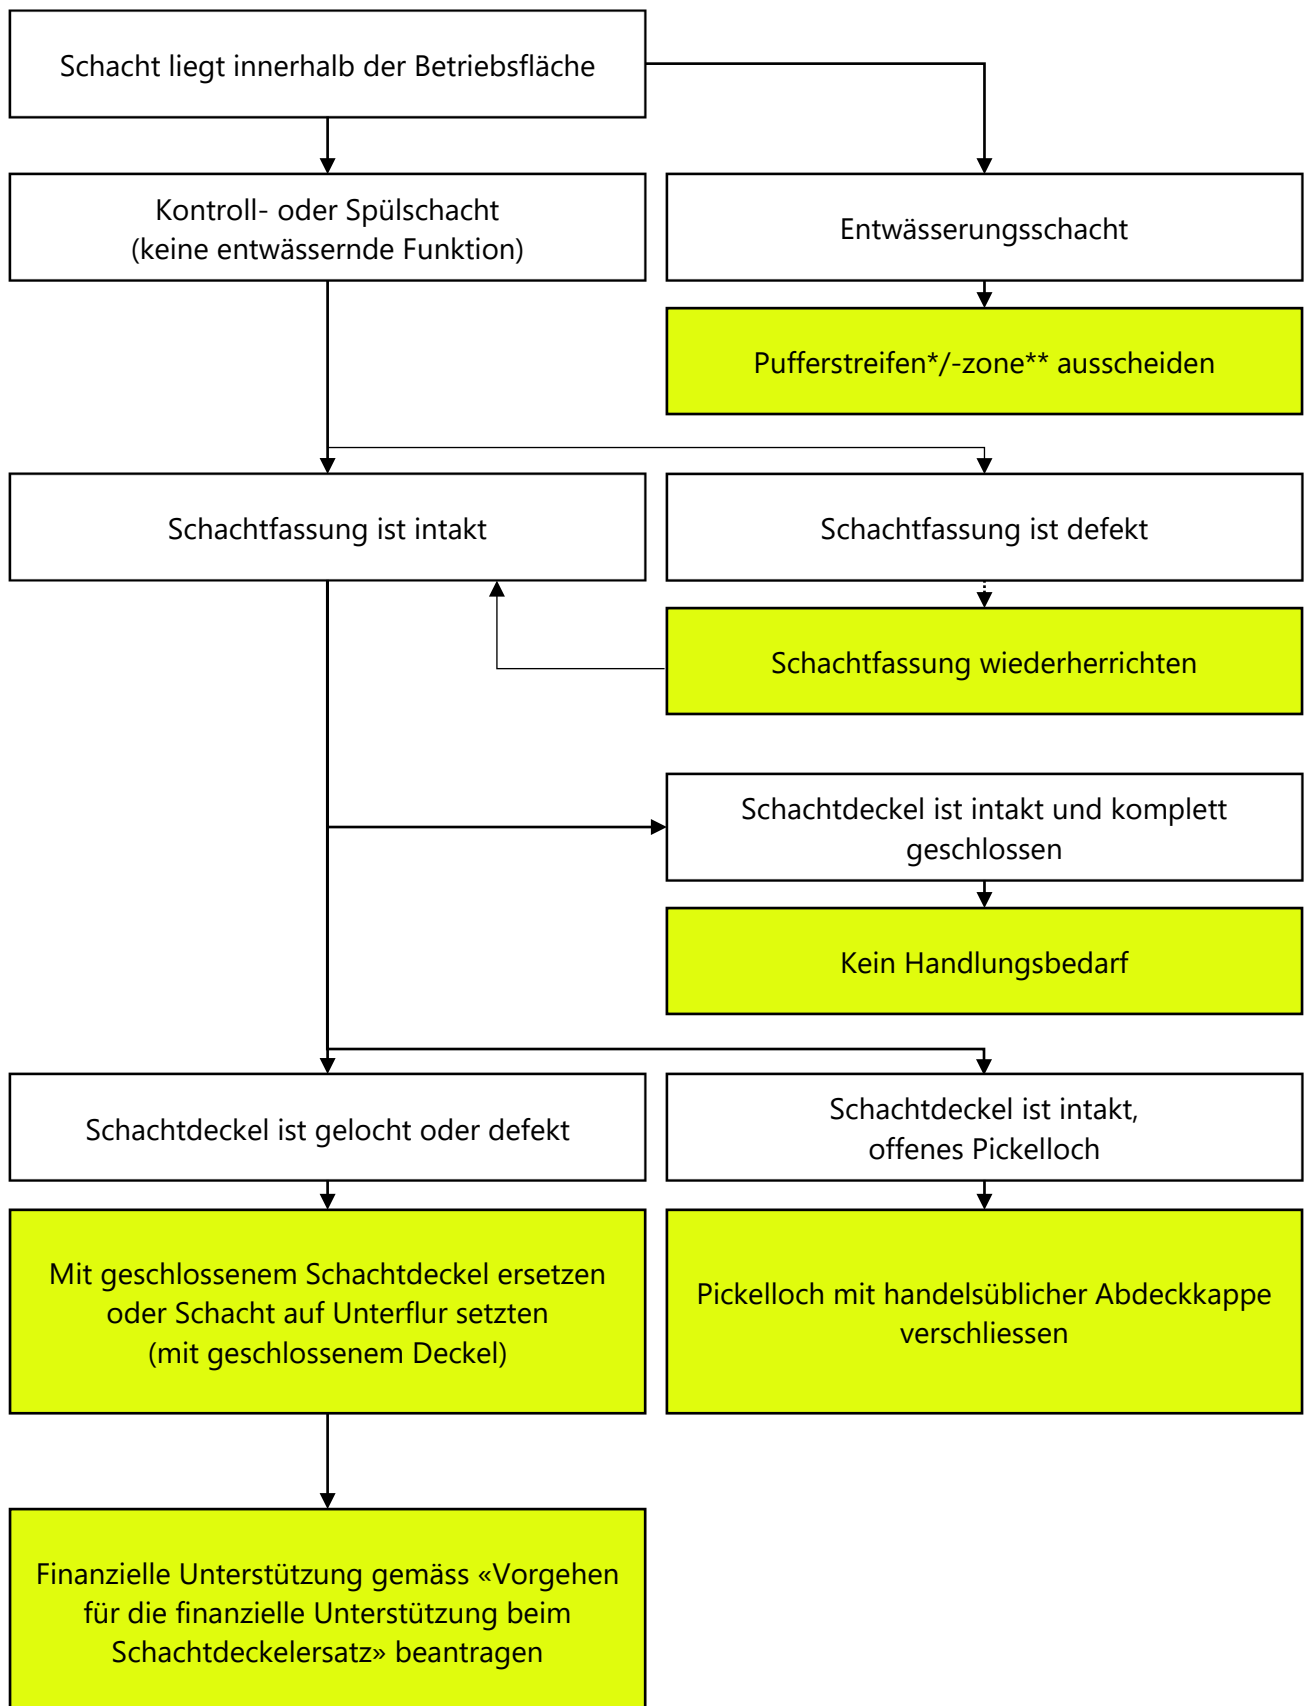 Schacht liegt innerhalb der Betriebsfläche
Kontroll- oder Spülschacht
(keine entwässernde Funktion)
Entwässerungsschacht
Pufferstreifen*/-zone** ausscheiden
Schachtfassung ist intakt
Schachtfassung ist defekt
Schachtfassung wiederherrichten
Schachtdeckel ist intakt und komplett
geschlossen
Kein Handlungsbedarf
Schachtdeckel ist gelocht oder defekt
Schachtdeckel ist intakt,
offenes Pickelloch
Mit geschlossenem Schachtdeckel ersetzen
oder Schacht auf Unterflur setzten
(mit geschlossenem Deckel)
Pickelloch mit handelsüblicher Abdeckkappe
verschliessen
Finanzielle Unterstützung gemäss «Vorgehen
für die finanzielle Unterstützung beim
Schachtdeckelersatz» beantragen